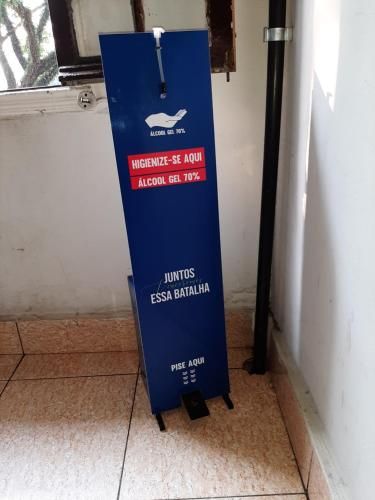 ÁLCOOL GEL 70%
HIGIENIZE-SE AQUI
ÁLCOOL GEL 70%
JUNTOS
ESSA BATALHA
PISE AQUI